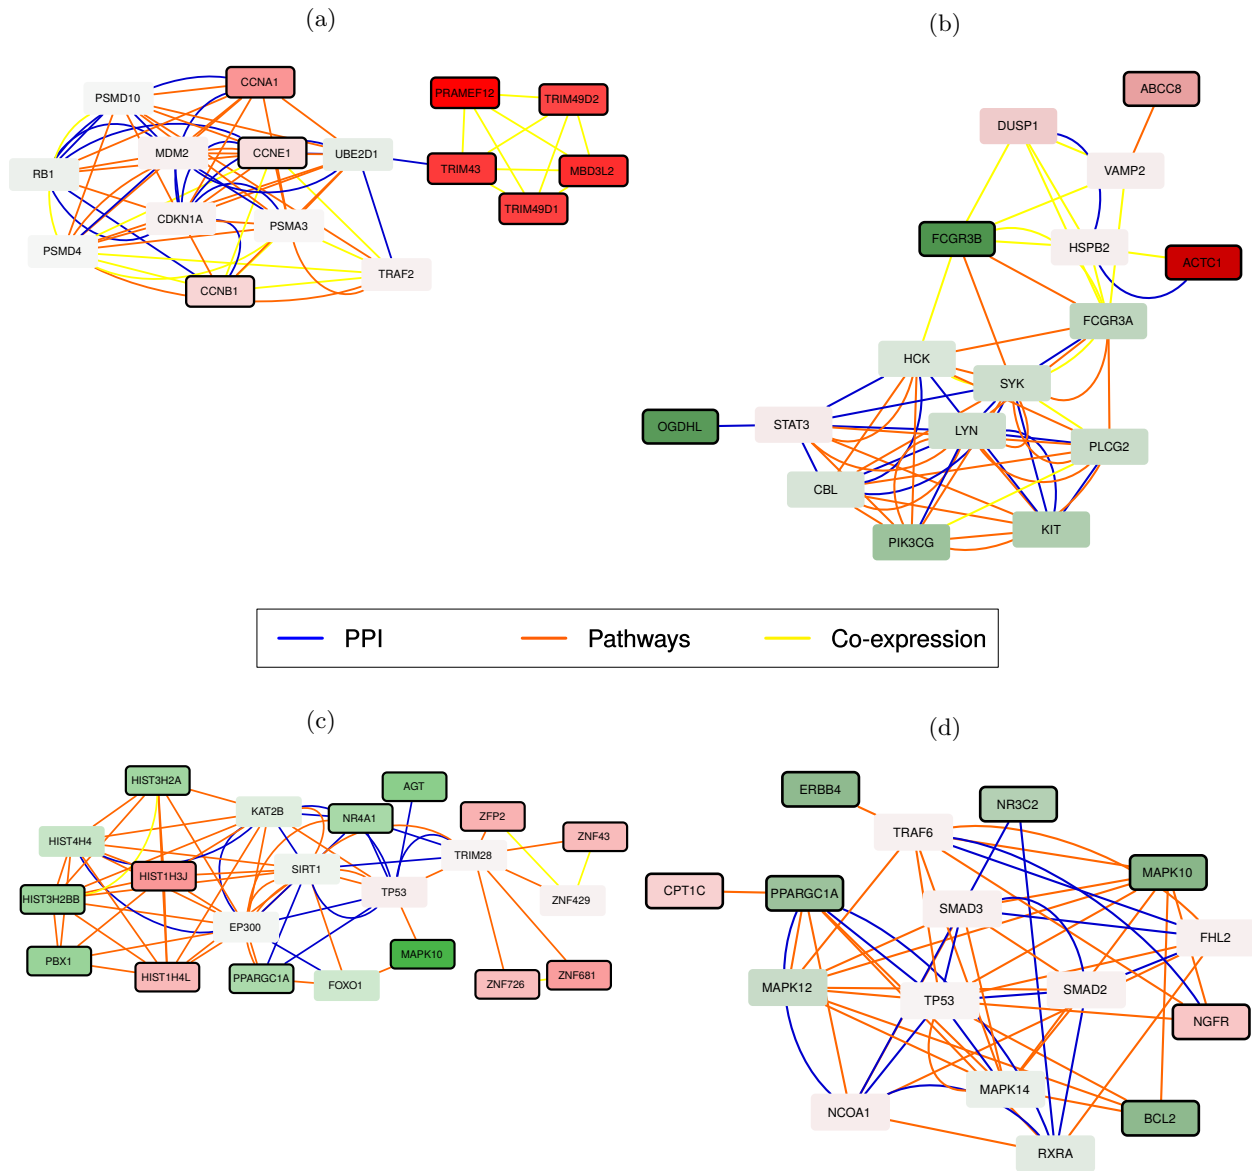 (a)
(b)
CCNA1
PSMD10
MDM2
CCNE1
UBE2D1
RB1
CDKN1A
PSMA3
PSMD4
TRAF2
CCNB1
PRAMEF12
TRIM49D2
TRIM43
MBD3L2
TRIM49D1
ABCC8
DUSP1
VAMP2
FCGR3B
HSPB2
ACTC1
FCGR3A
HCK
SYK
OGDHL
STAT3
LYN
PLCG2
CBL
PIK3CG
KIT
PPI
Pathways
Co-expression
(c)
(d)
HIST3H2A
KAT2B
NR4A1
AGT
ZFP2
ZNF43
HIST4H4
HIST1H3J
SIRT1
TRIM28
TP53
HIST3H2BB
ZNF429
EP300
PBX1
HIST1H4L
PPARGC1A
FOXO1
MAPK10
ZNF726
ZNF681
ERBB4
NR3C2
TRAF6
CPT1C
PPARGC1A
MAPK10
SMAD3
FHL2
MAPK12
TP53
SMAD2
NGFR
MAPK14
NCOA1
BCL2
RXRA